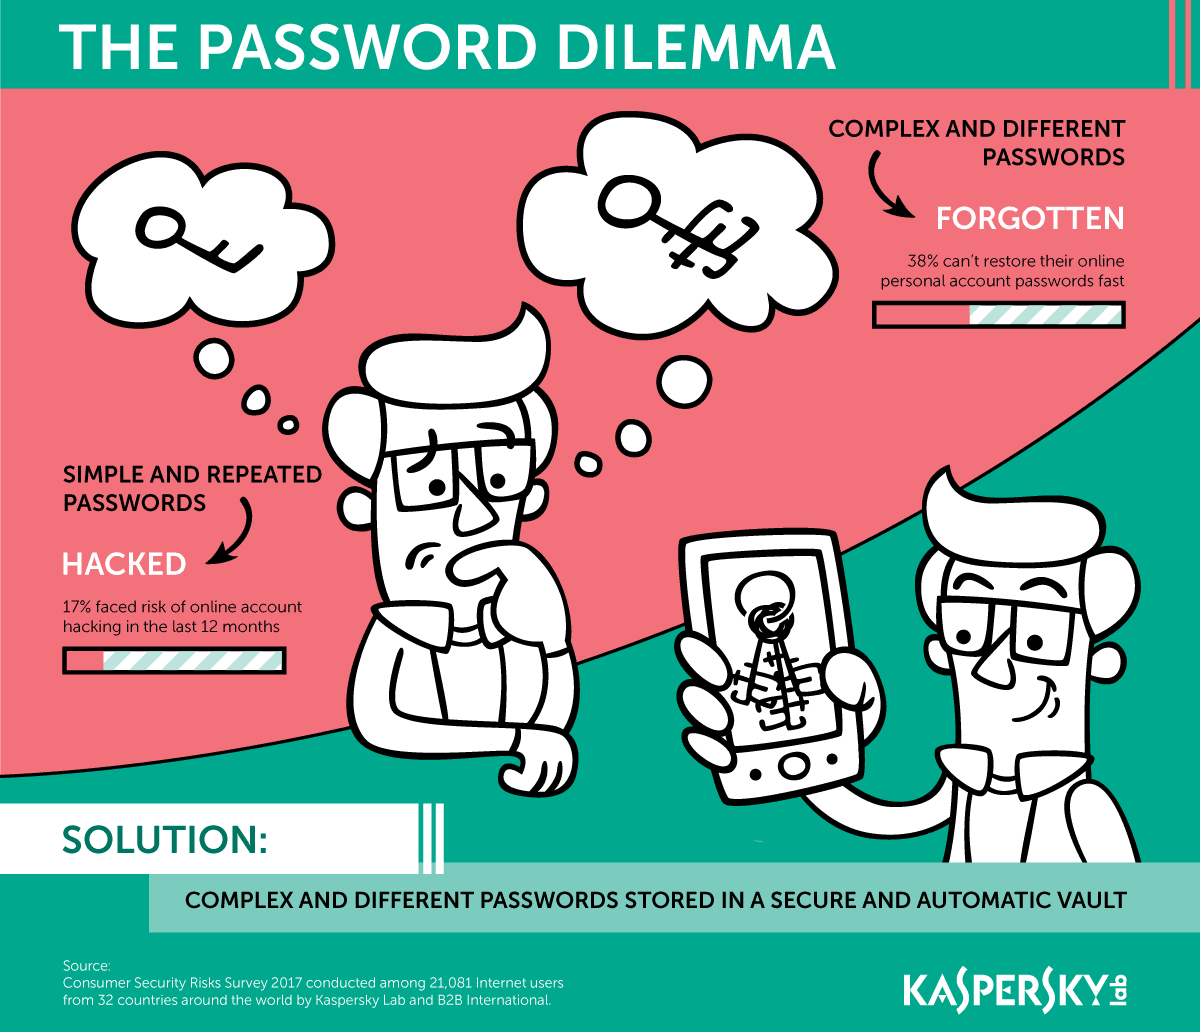 THE PASSWORD DILEMMA
COMPLEX AND DIFFERENT
PASSWORDS
FORGOTTEN
38% can't restore their online
personal account passwords fast
SIMPLE AND REPEATED
PASSWORDS
HACKED
17% faced risk of online account
hacking in the last 12 months
SOLUTION:
COMPLEX AND DIFFERENT PASSWORDS STORED IN A SECURE AND AUTOMATIC VAULT
Source:
Consumer Security Risks Survey 2017 conducted among 21,081 Internet users
from 32 countries around the world by Kaspersky Lab and B2B International.
KASPERSKY lab